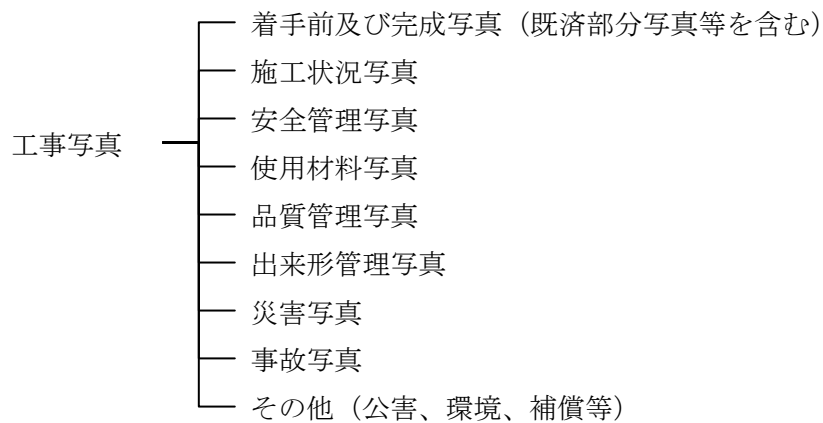 着手前及び完成写真（既済部分写真等を含む）
施工状況写真
安全管理写真
工事写真
使用材料写真
品質管理写真
出来形管理写真
災害写真
事故写真
その他（公害、環境、補償等）